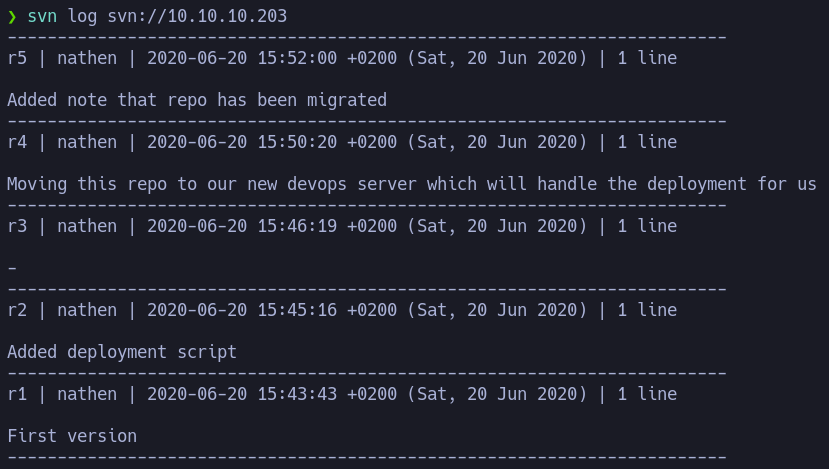 ❯ svn log svn://10.10.10.203
------------------------------------------------------------------------
r5 | nathen | 2020-06-20 15:52:00 +0200 (Sat, 20 Jun 2020) | 1 line

Added note that repo has been migrated
------------------------------------------------------------------------
r4 | nathen | 2020-06-20 15:50:20 +0200 (Sat, 20 Jun 2020) | 1 line

Moving this repo to our new devops server which will handle the deployment for us
------------------------------------------------------------------------
r3 | nathen | 2020-06-20 15:46:19 +0200 (Sat, 20 Jun 2020) | 1 line

-
------------------------------------------------------------------------
r2 | nathen | 2020-06-20 15:45:16 +0200 (Sat, 20 Jun 2020) | 1 line

Added deployment script
------------------------------------------------------------------------
r1 | nathen | 2020-06-20 15:43:43 +0200 (Sat, 20 Jun 2020) | 1 line

First version
------------------------------------------------------------------------